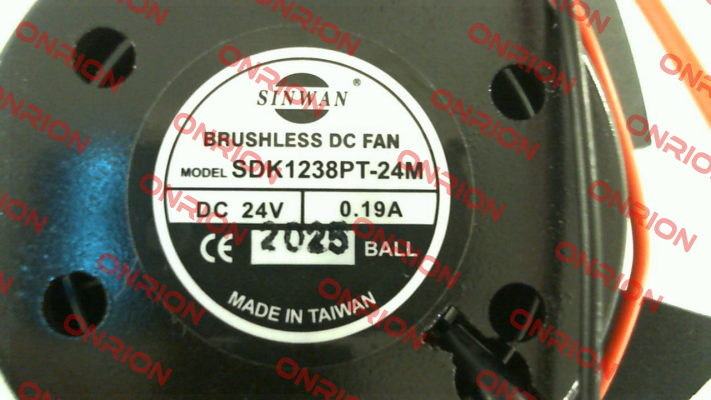 SINWAN ®
BRUSHLESS DC FAN
MODEL SDK1238PT-24M
DC 24V 0.19A
CE 2025 BALL
MADE IN TAIWAN
ONRION